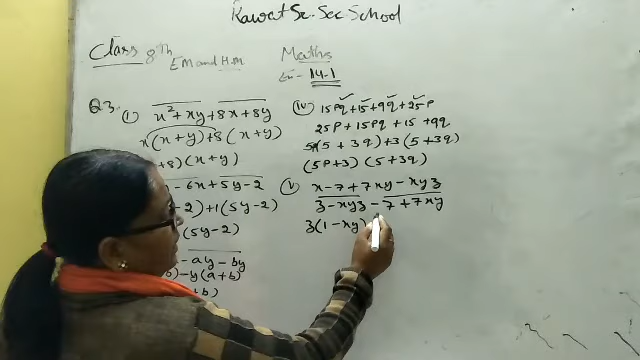 Rawat Sr. Sec School
Class 8th
EM and H.M
Maths
Ex- 14.1
Q3.
(i) x² + xy + 8x + 8y
x(x+y)+8(x+y)
+8)(x+y)
- 6x + 5y - 2
- 2) + 1(5y - 2)
(5y - 2)
- ay - by
b) - y(a+b)
+b)
(iv) 15pq + 15 + 9q + 25p
25p + 15pq + 15 + 9q
5(5 + 3q) + 3(5 + 3q)
(5p+3) (5+3q)
(v) x - 7 + 7xy - xyz
z - xyz - 7 + 7xy
z(1 - xy)